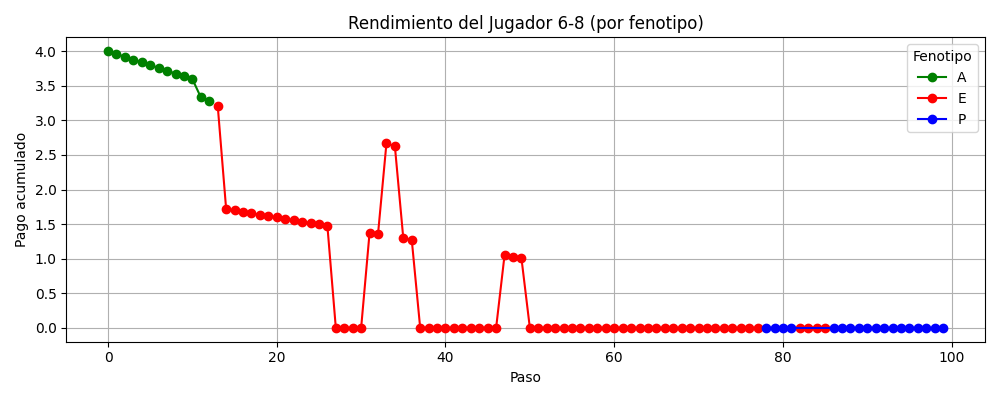 Rendimiento del Jugador 6-8 (por fenotipo)
Pago acumulado
4.0
3.5
3.0
2.5
2.0
1.5
1.0
0.5
0.0
Fenotipo
A
E
P
0 20 40 60 80 100
Paso